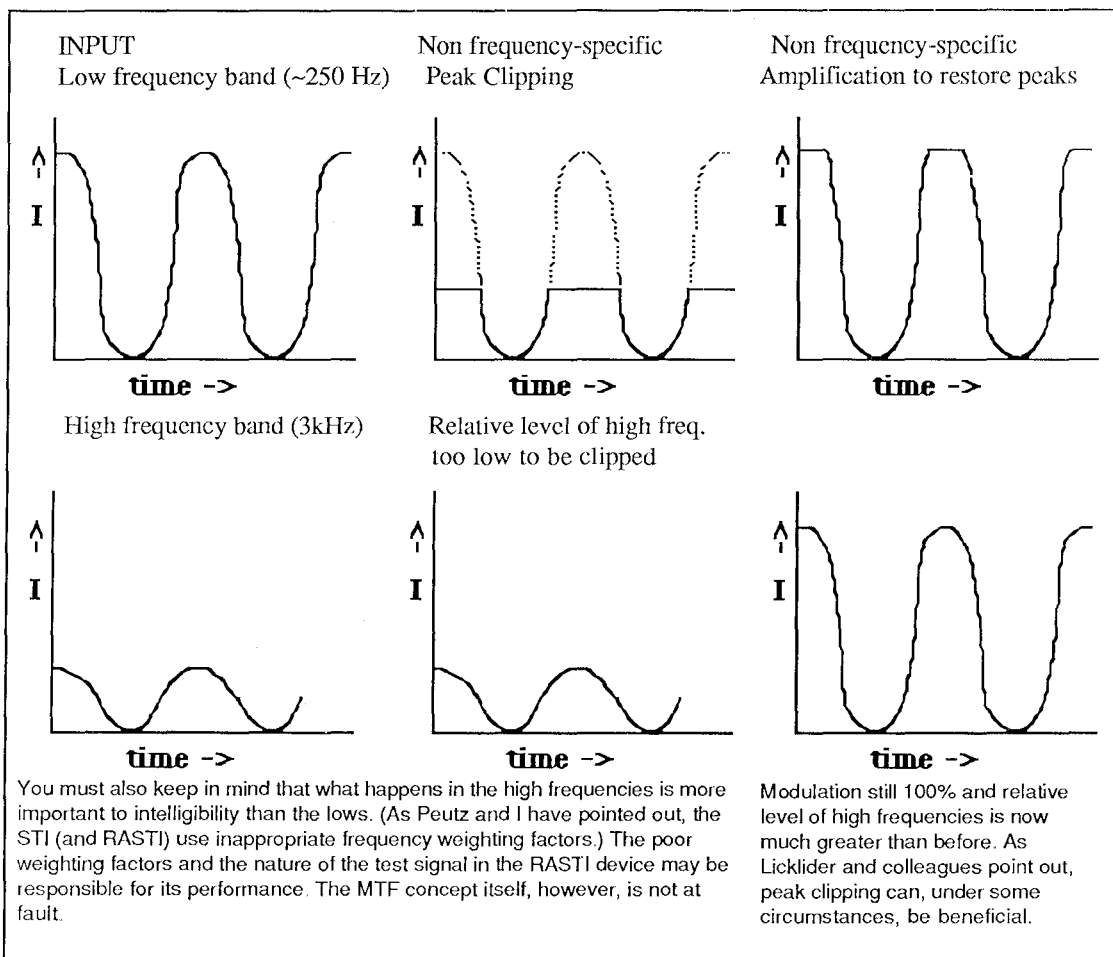 INPUT
Low frequency band (~250 Hz)
Non frequency-specific
Peak Clipping
Non frequency-specific
Amplification to restore peaks
^
I
time ->
^
I
time ->
^
I
time ->
High frequency band (3kHz)
Relative level of high freq.
too low to be clipped
^
I
time ->
^
I
time ->
^
I
time ->
You must also keep in mind that what happens in the high frequencies is more
important to intelligibility than the lows. (As Peutz and I have pointed out, the
STI (and RASTI) use inappropriate frequency weighting factors.) The poor
weighting factors and the nature of the test signal in the RASTI device may be
responsible for its performance. The MTF concept itself, however, is not at
fault.
Modulation still 100% and relative
level of high frequencies is now
much greater than before. As
Licklider and colleagues point out,
peak clipping can, under some
circumstances, be beneficial.